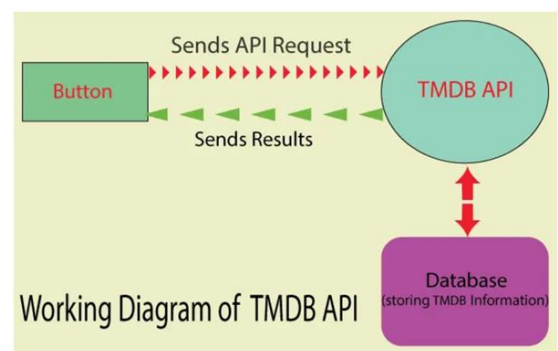 Sends API Request
Button
TMDB API
Sends Results
Database
(storing TMDB Information)
Working Diagram of TMDB API